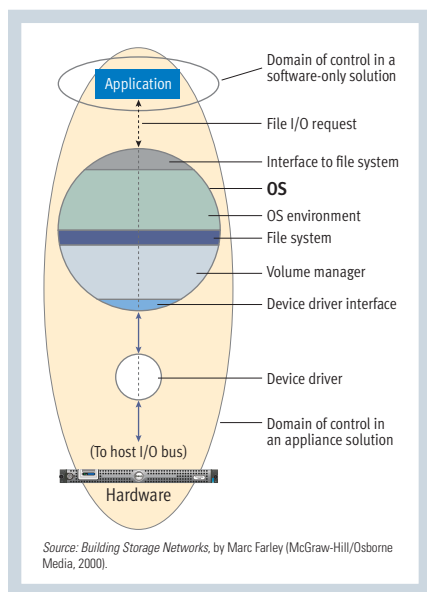 Domain of control in a
software-only solution
Application
File I/O request
Interface to file system
OS
OS environment
File system
Volume manager
Device driver interface
Device driver
Domain of control in
an appliance solution
(To host I/O bus)
Hardware
Source: Building Storage Networks, by Marc Farley (McGraw-Hill/Osborne
Media, 2000).